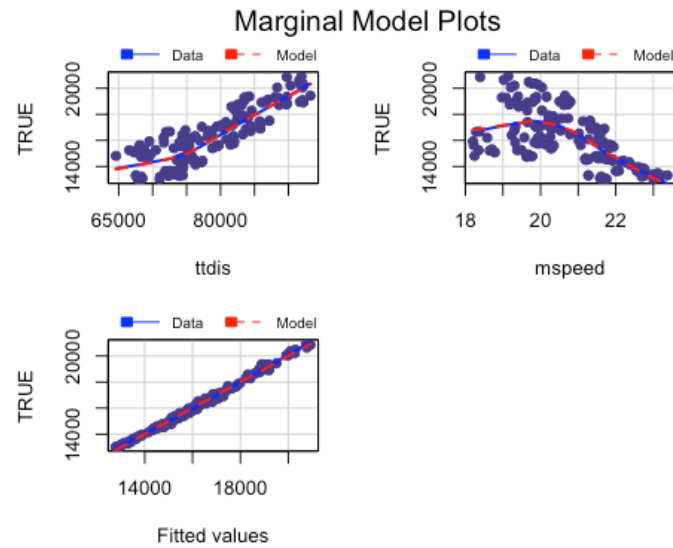 Marginal Model Plots
Data Model
TRUE
14000 20000
65000 80000
ttdis
Data Model
TRUE
14000 20000
18 20 22
mspeed
Data Model
TRUE
14000 20000
14000 18000
Fitted values